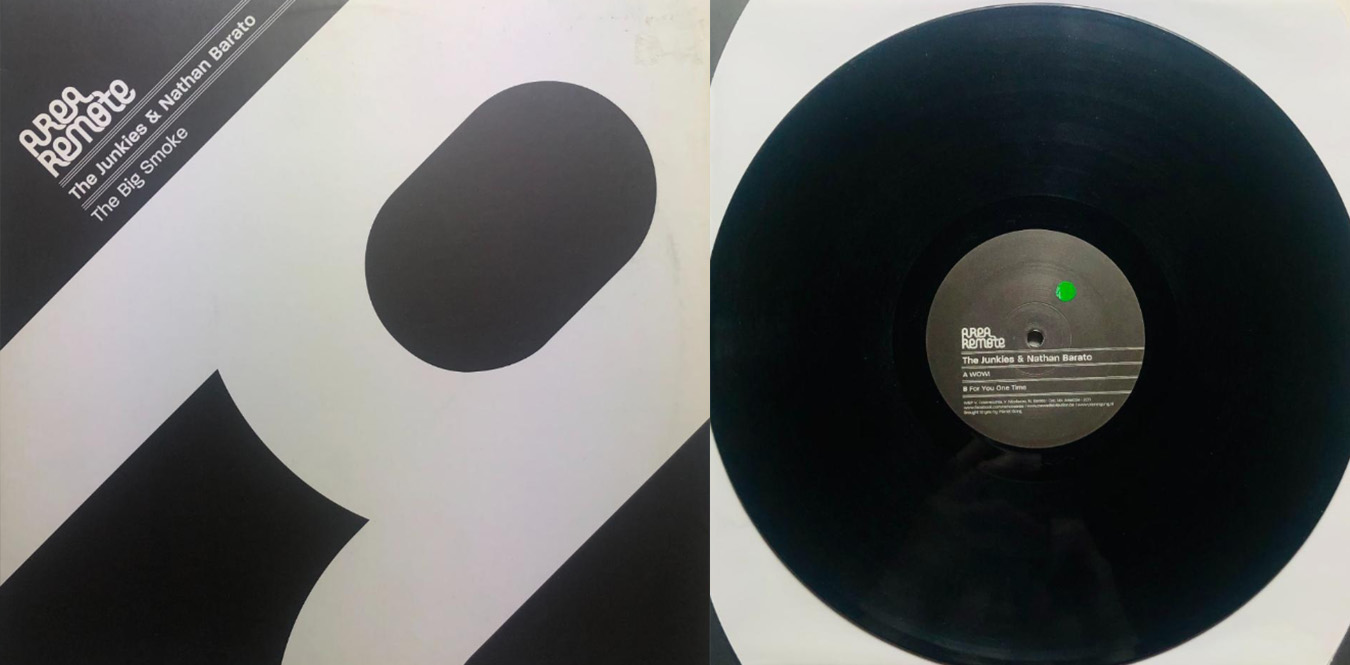 AREA
REMOTE
The Junkies & Nathan Barato
The Big Smoke
AREA
REMOTE
The Junkies & Nathan Barato
A WOW!
B For You One Time